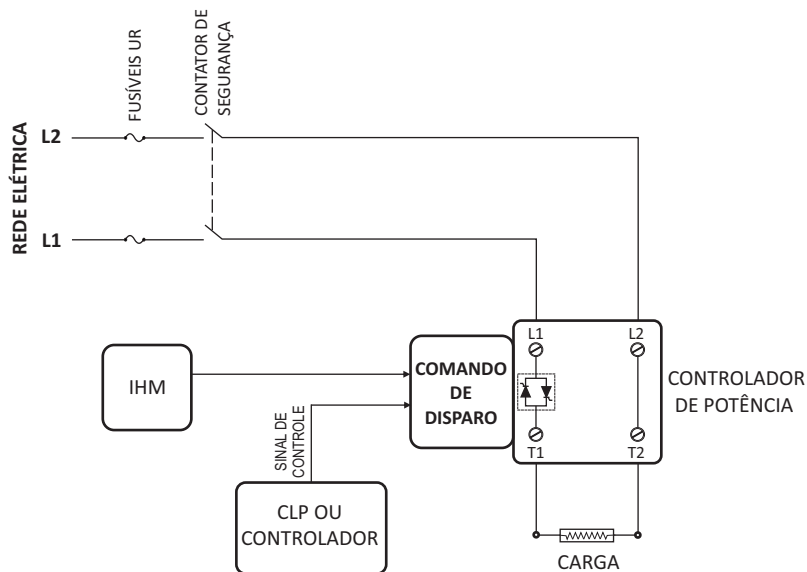 REDE ELÉTRICA
FUSÍVEIS UR
CONTATOR DE
SEGURANÇA
L2
L1
L1
L2
IHM
COMANDO
DE
DISPARO
CONTROLADOR
DE POTÊNCIA
T1
T2
SINAL DE
CONTROLE
CLP OU
CONTROLADOR
CARGA